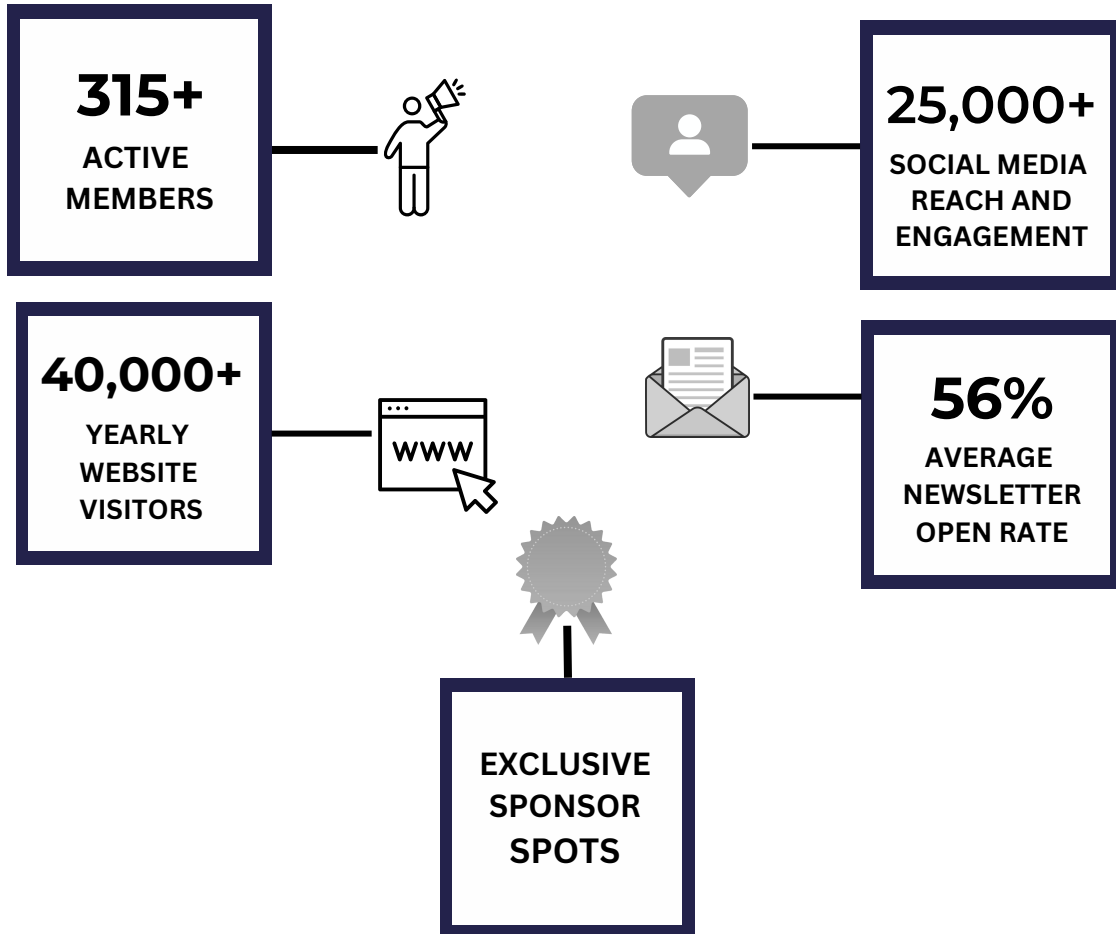 315+
ACTIVE
MEMBERS
25,000+
SOCIAL MEDIA
REACH AND
ENGAGEMENT
40,000+
YEARLY
WEBSITE
VISITORS
WWW
56%
AVERAGE
NEWSLETTER
OPEN RATE
EXCLUSIVE
SPONSOR
SPOTS